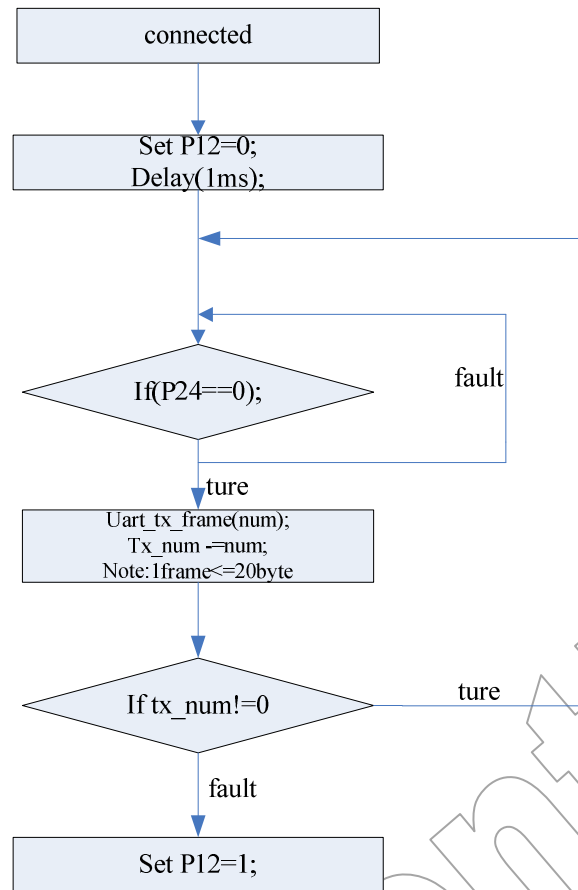 connected
Set P12=0;
Delay(1ms);
If(P24==0);
fault
ture
Uart_tx_frame(num);
Tx_num -=num;
Note:1frame<=20byte
If tx_num!=0
ture
fault
Set P12=1;